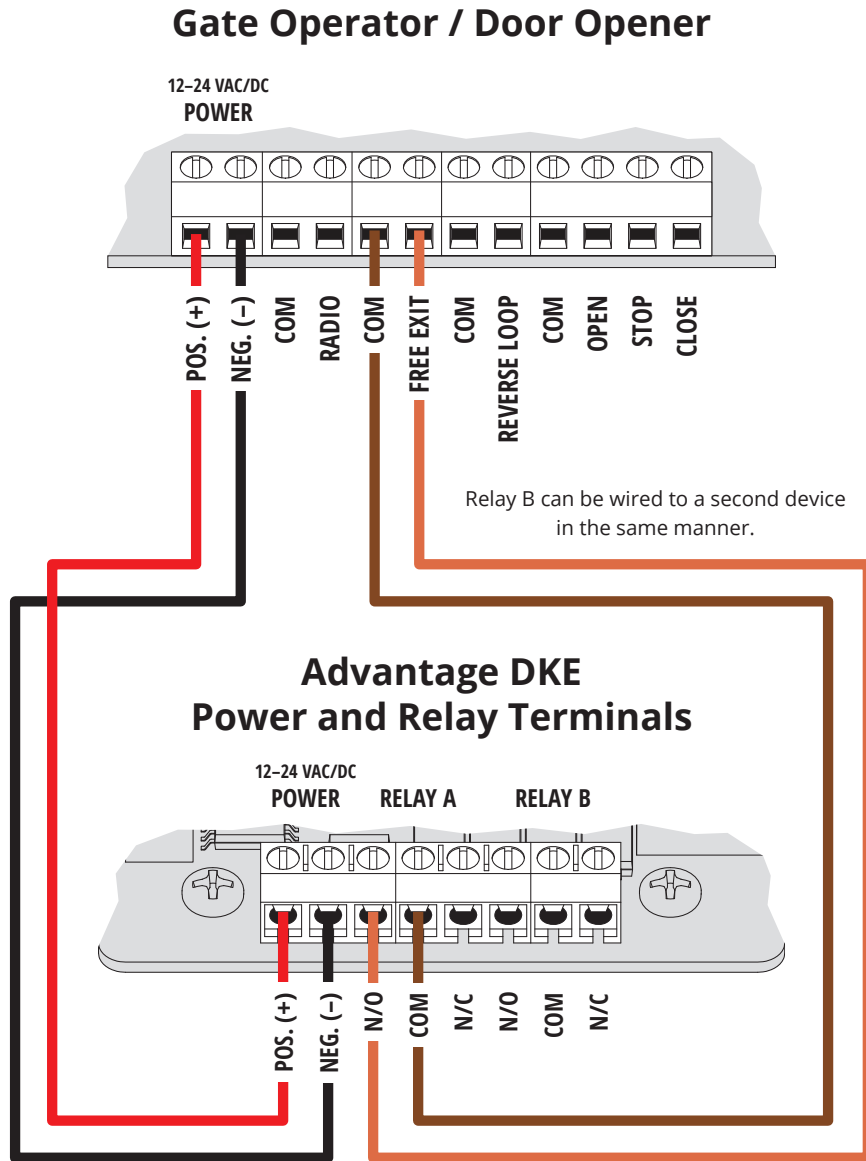 Gate Operator / Door Opener
12–24 VAC/DC
POWER
POS. (+)
NEG. (–)
COM
RADIO
COM
FREE EXIT
COM
REVERSE LOOP
COM
OPEN
STOP
CLOSE
Relay B can be wired to a second device
in the same manner.
Advantage DKE
Power and Relay Terminals
12–24 VAC/DC
POWER
RELAY A
RELAY B
POS. (+)
NEG. (–)
N/O
COM
N/C
N/O
COM
N/C